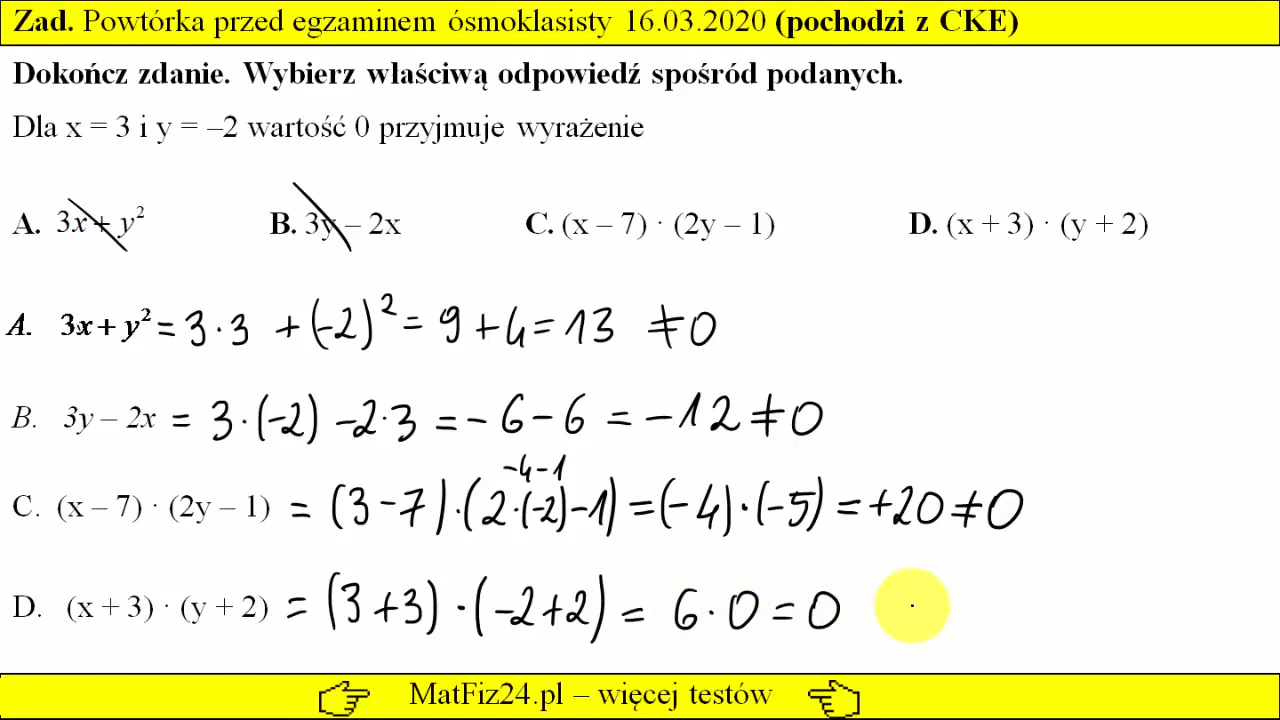 Zad. Powtórka przed egzaminem ósmoklasisty 16.03.2020 (pochodzi z CKE)
Dokończ zdanie. Wybierz właściwą odpowiedź spośród podanych.
Dla x = 3 i y = –2 wartość 0 przyjmuje wyrażenie
A. 3x + y² B. 3y – 2x C. (x – 7) · (2y – 1) D. (x + 3) · (y + 2)
A. 3x + y² = 3·3 + (-2)² = 9 + 4 = 13 ≠ 0
B. 3y – 2x = 3·(-2) -2·3 = -6 - 6 = -12 ≠ 0
-4-1
C. (x – 7) · (2y – 1) = (3-7)·(2·(-2)-1) = (-4)·(-5) = +20 ≠ 0
D. (x + 3) · (y + 2) = (3+3)·(-2+2) = 6·0 = 0
MatFiz24.pl – więcej testów